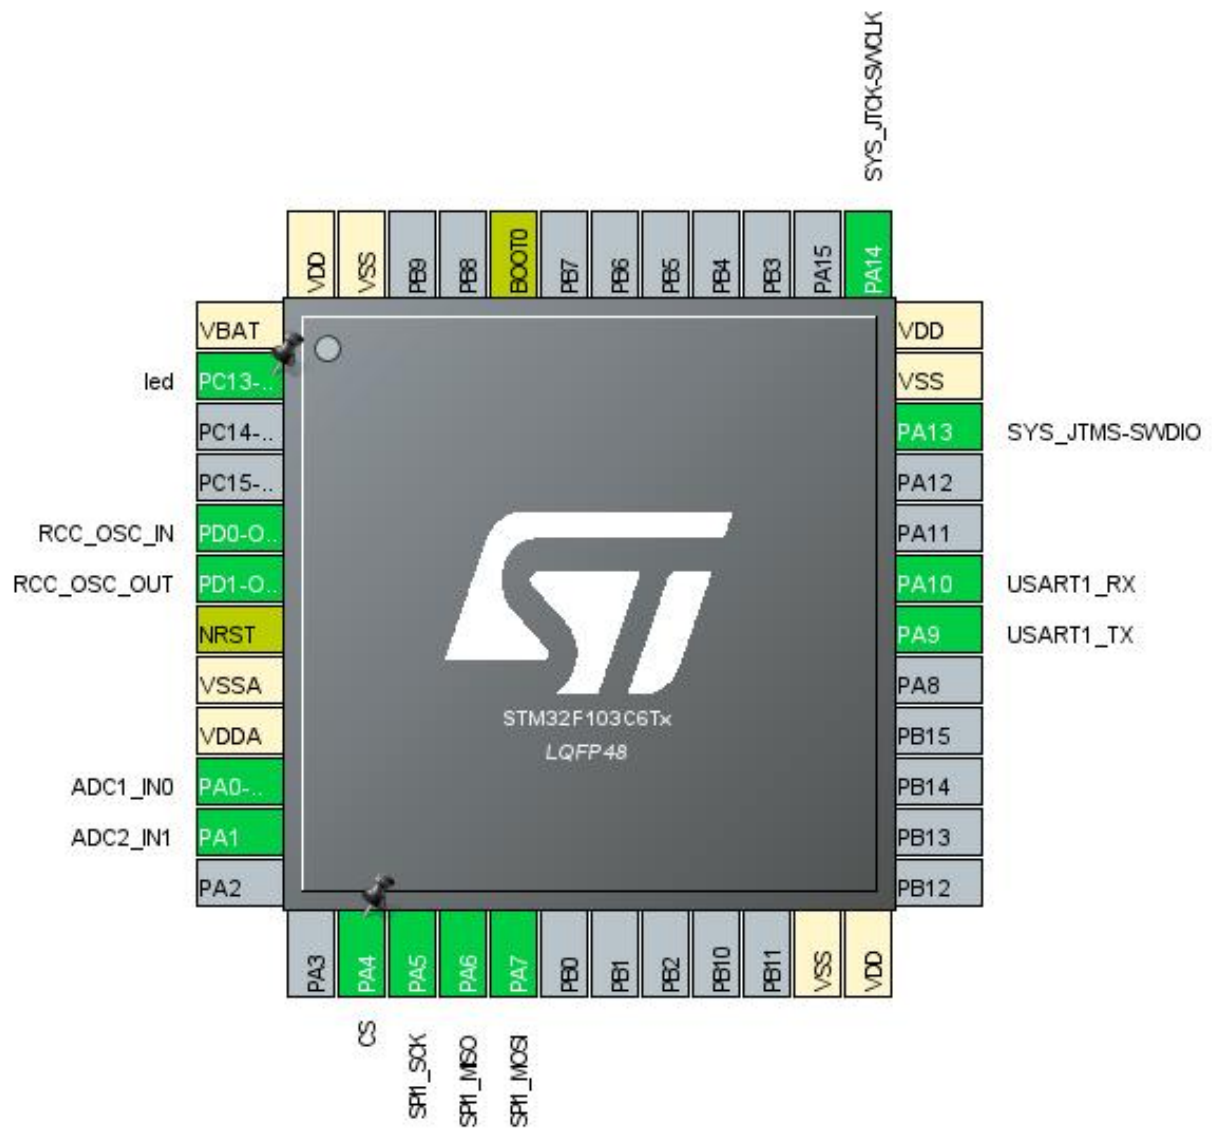 SYS_JTCK-SWCLK
VDD
VSS
PB9
PB8
BOOT0
PB7
PB6
PB5
PB4
PB3
PA15
PA14
VBAT
led PC13-..
PC14-..
PC15-..
RCC_OSC_IN PD0-O..
RCC_OSC_OUT PD1-O..
NRST
VSSA
VDDA
ADC1_IN0 PA0-..
ADC2_IN1 PA1
PA2
VDD
VSS
PA13 SYS_JTMS-SWDIO
PA12
PA11
PA10 USART1_RX
PA9 USART1_TX
PA8
PB15
PB14
PB13
PB12
ST
STM32F103C6Tx
LQFP48
PA3
PA4
PA5
PA6
PA7
PB0
PB1
PB2
PB10
PB11
VSS
VDD
CS
SPI1_SCK
SPI1_MISO
SPI1_MOSI